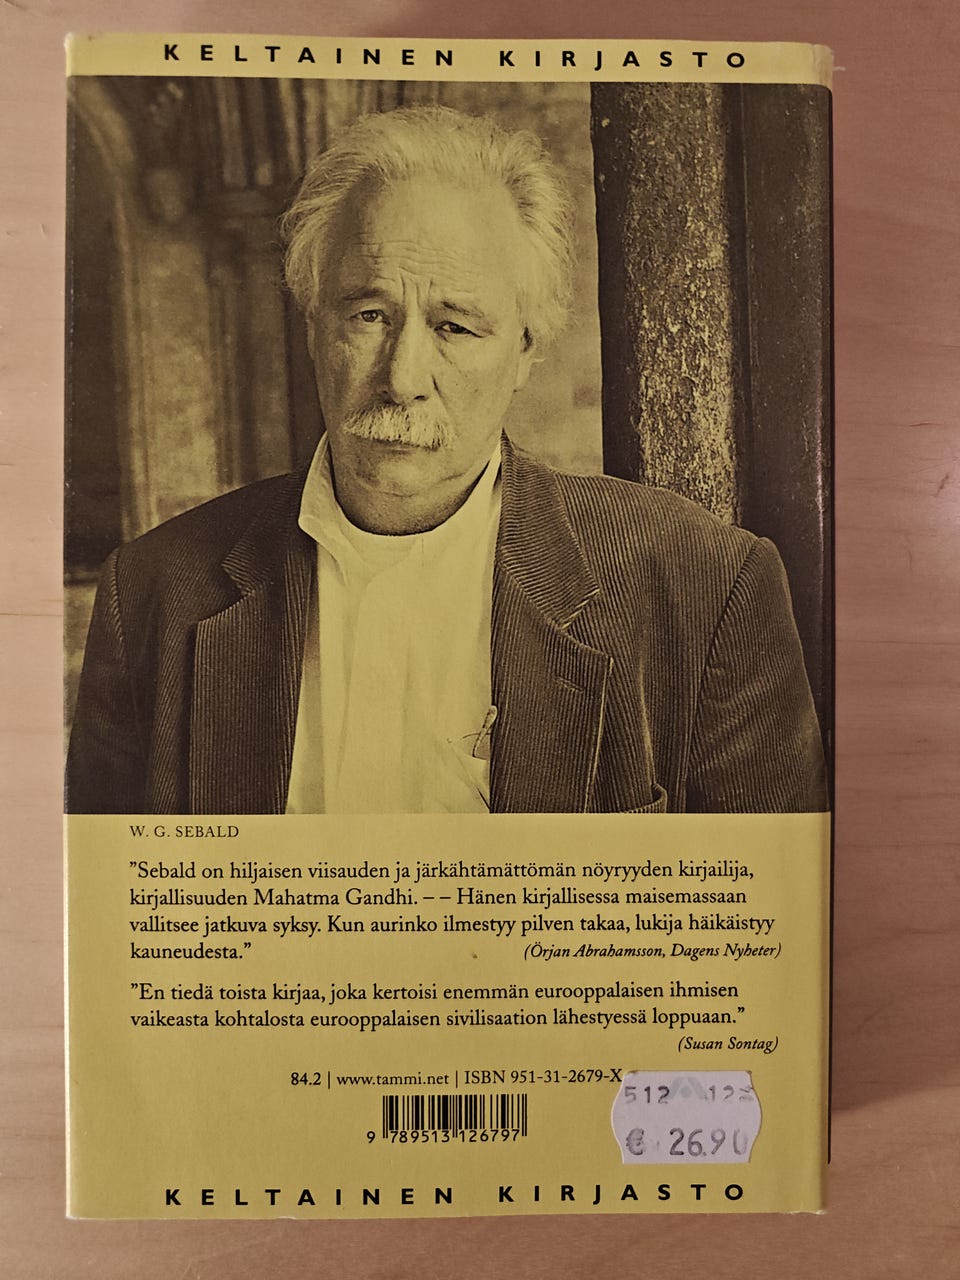 KELTAINEN KIRJASTO
W. G. SEBALD
”Sebald on hiljaisen viisauden ja järkähtämättömän nöyryyden kirjailija,
kirjallisuuden Mahatma Gandhi. – – Hänen kirjallisessa maisemassaan
vallitsee jatkuva syksy. Kun aurinko ilmestyy pilven takaa, lukija häikäistyy
kauneudesta.” (Örjan Abrahamsson, Dagens Nyheter)
”En tiedä toista kirjaa, joka kertoisi enemmän eurooppalaisen ihmisen
vaikeasta kohtalosta eurooppalaisen sivilisaation lähestyessä loppuaan.”
(Susan Sontag)
84.2 | www.tammi.net | ISBN 951-31-2679-X
512
€ 26.90
9 789513 126797
KELTAINEN KIRJASTO